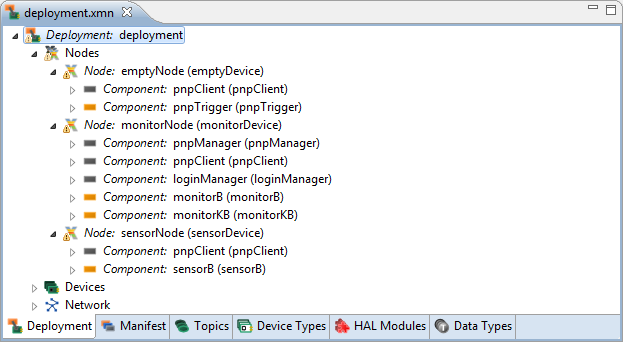 deployment.xmn
Deployment: deployment
Nodes
Node: emptyNode (emptyDevice)
Component: pnpClient (pnpClient)
Component: pnpTrigger (pnpTrigger)
Node: monitorNode (monitorDevice)
Component: pnpManager (pnpManager)
Component: pnpClient (pnpClient)
Component: loginManager (loginManager)
Component: monitorB (monitorB)
Component: monitorKB (monitorKB)
Node: sensorNode (sensorDevice)
Component: pnpClient (pnpClient)
Component: sensorB (sensorB)
Devices
Network
Deployment Manifest Topics Device Types HAL Modules Data Types